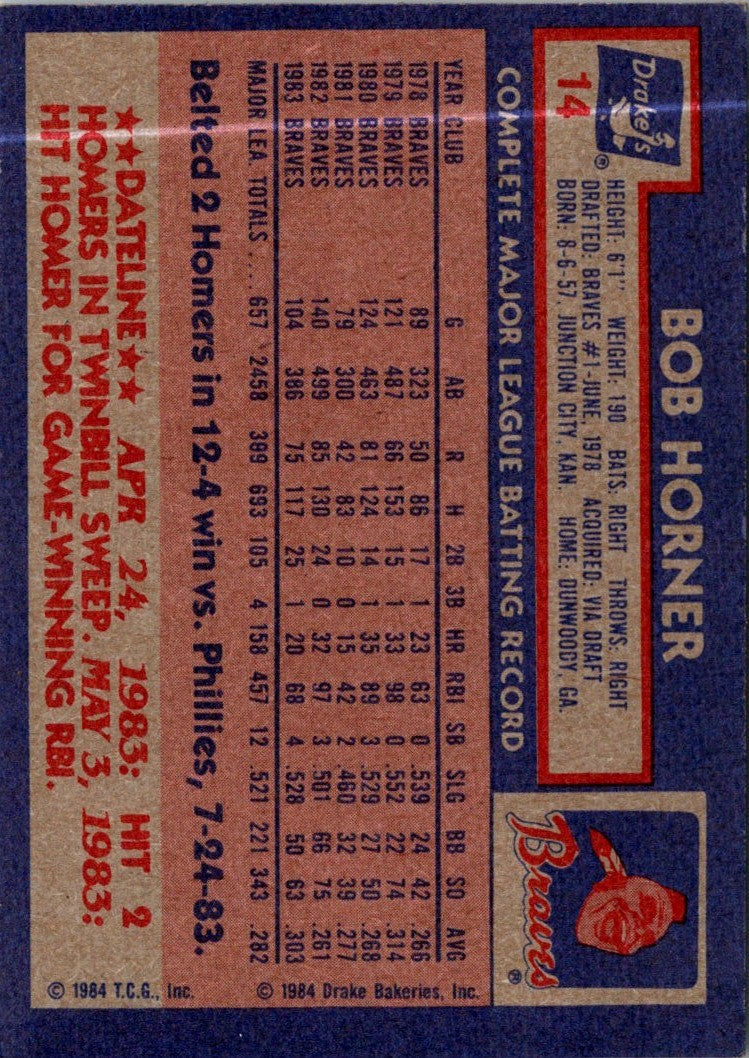 BOB HORNER
Drake's ®
14
HEIGHT: 6'1" WEIGHT: 190 BATS: RIGHT THROWS: RIGHT
DRAFTED: BRAVES #1-JUNE, 1978 ACQUIRED: VIA DRAFT
BORN: 8-6-57, JUNCTION CITY, KAN. HOME: DUNWOODY, GA.
Braves ®
COMPLETE MAJOR LEAGUE BATTING RECORD
YEAR CLUB G AB R H 2B 3B HR RBI SB SLG BB SO AVG
1978 BRAVES 89 323 50 86 17 1 23 63 0 .539 24 42 .266
1979 BRAVES 121 487 66 153 15 1 33 98 0 .552 22 74 .314
1980 BRAVES 124 463 81 124 14 1 35 89 3 .529 27 50 .268
1981 BRAVES 79 300 42 83 10 0 15 42 2 .460 32 39 .277
1982 BRAVES 140 499 85 130 24 0 32 97 3 .501 66 75 .261
1983 BRAVES 104 386 75 117 25 1 20 68 4 .528 50 63 .303
MAJOR LEA. TOTALS .... 657 2458 399 693 105 4 158 457 12 .521 221 343 .282
Belted 2 Homers in 12-4 win vs. Phillies, 7-24-83.
★★DATELINE★★ APR 24, 1983: HIT 2
HOMERS IN TWINBILL SWEEP. MAY 3, 1983:
HIT HOMER FOR GAME-WINNING RBI.
© 1984 Drake Bakeries, Inc.
© 1984 T.C.G., Inc.